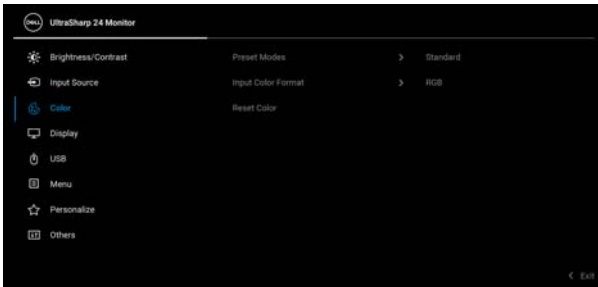 DELL UltraSharp 24 Monitor
Brightness/Contrast Preset Modes > Standard
Input Source Input Color Format > RGB
Color Reset Color
Display
USB
Menu
Personalize
Others
< Exit